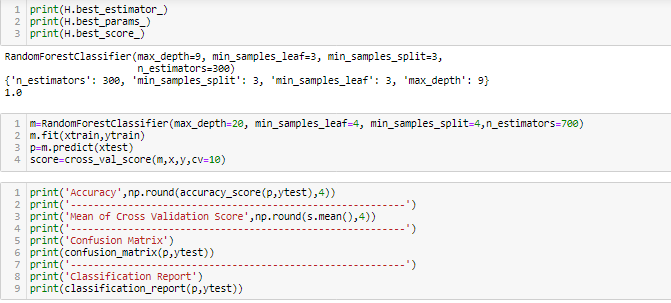 1 print(H.best_estimator_)
2 print(H.best_params_)
3 print(H.best_score_)
RandomForestClassifier(max_depth=9, min_samples_leaf=3, min_samples_split=3,
n_estimators=300)
{'n_estimators': 300, 'min_samples_split': 3, 'min_samples_leaf': 3, 'max_depth': 9}
1.0
1 m=RandomForestClassifier(max_depth=20, min_samples_leaf=4, min_samples_split=4,n_estimators=700)
2 m.fit(xtrain,ytrain)
3 p=m.predict(xtest)
4 score=cross_val_score(m,x,y,cv=10)
1 print('Accuracy',np.round(accuracy_score(p,ytest),4))
2 print('-------------------------------------------------------')
3 print('Mean of Cross Validation Score',np.round(s.mean(),4))
4 print('-------------------------------------------------------')
5 print('Confusion Matrix')
6 print(confusion_matrix(p,ytest))
7 print('-------------------------------------------------------')
8 print('Classification Report')
9 print(classification_report(p,ytest))